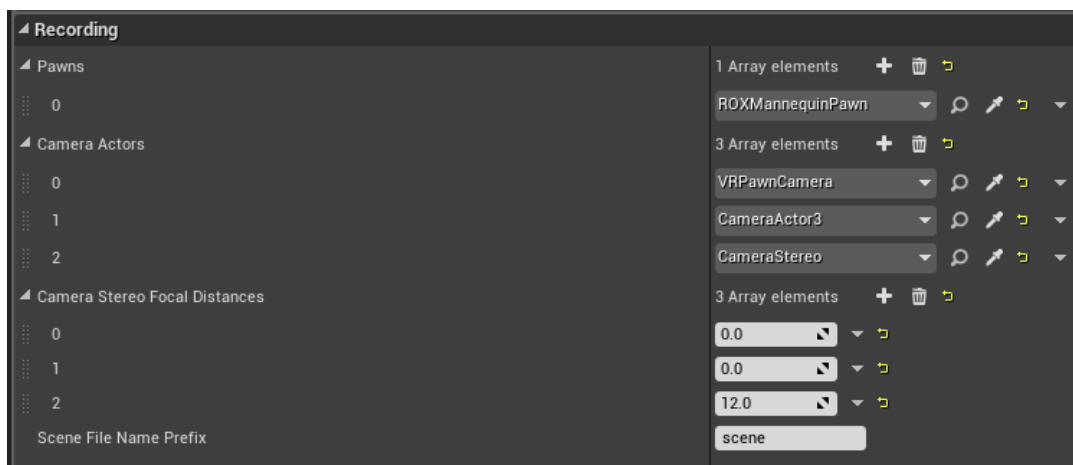 Recording
Pawns 1 Array elements
0 ROXMannequinPawn
Camera Actors 3 Array elements
0 VRPawnCamera
1 CameraActor3
2 CameraStereo
Camera Stereo Focal Distances 3 Array elements
0 0.0
1 0.0
2 12.0
Scene File Name Prefix scene